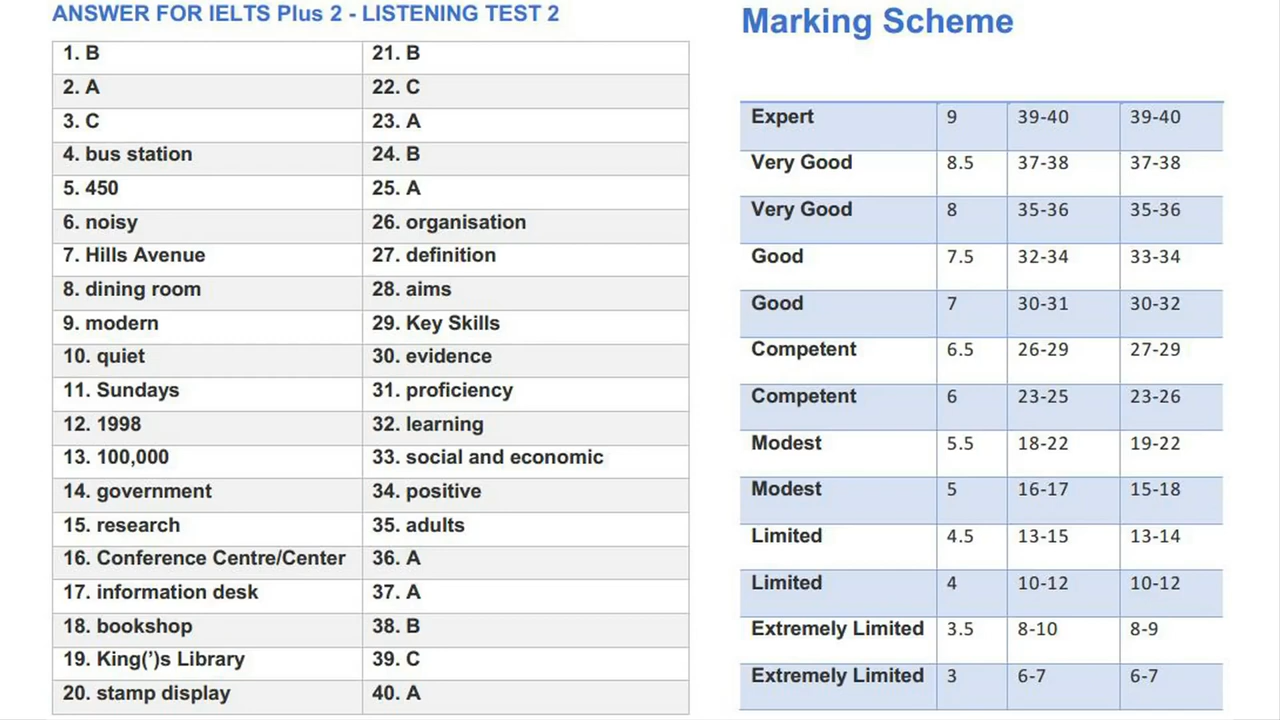 ANSWER FOR IELTS Plus 2 - LISTENING TEST 2
1. B 21. B
2. A 22. C
3. C 23. A
4. bus station 24. B
5. 450 25. A
6. noisy 26. organisation
7. Hills Avenue 27. definition
8. dining room 28. aims
9. modern 29. Key Skills
10. quiet 30. evidence
11. Sundays 31. proficiency
12. 1998 32. learning
13. 100,000 33. social and economic
14. government 34. positive
15. research 35. adults
16. Conference Centre/Center 36. A
17. information desk 37. A
18. bookshop 38. B
19. King(’)s Library 39. C
20. stamp display 40. A
Marking Scheme
Expert 9 39-40 39-40
Very Good 8.5 37-38 37-38
Very Good 8 35-36 35-36
Good 7.5 32-34 33-34
Good 7 30-31 30-32
Competent 6.5 26-29 27-29
Competent 6 23-25 23-26
Modest 5.5 18-22 19-22
Modest 5 16-17 15-18
Limited 4.5 13-15 13-14
Limited 4 10-12 10-12
Extremely Limited 3.5 8-10 8-9
Extremely Limited 3 6-7 6-7